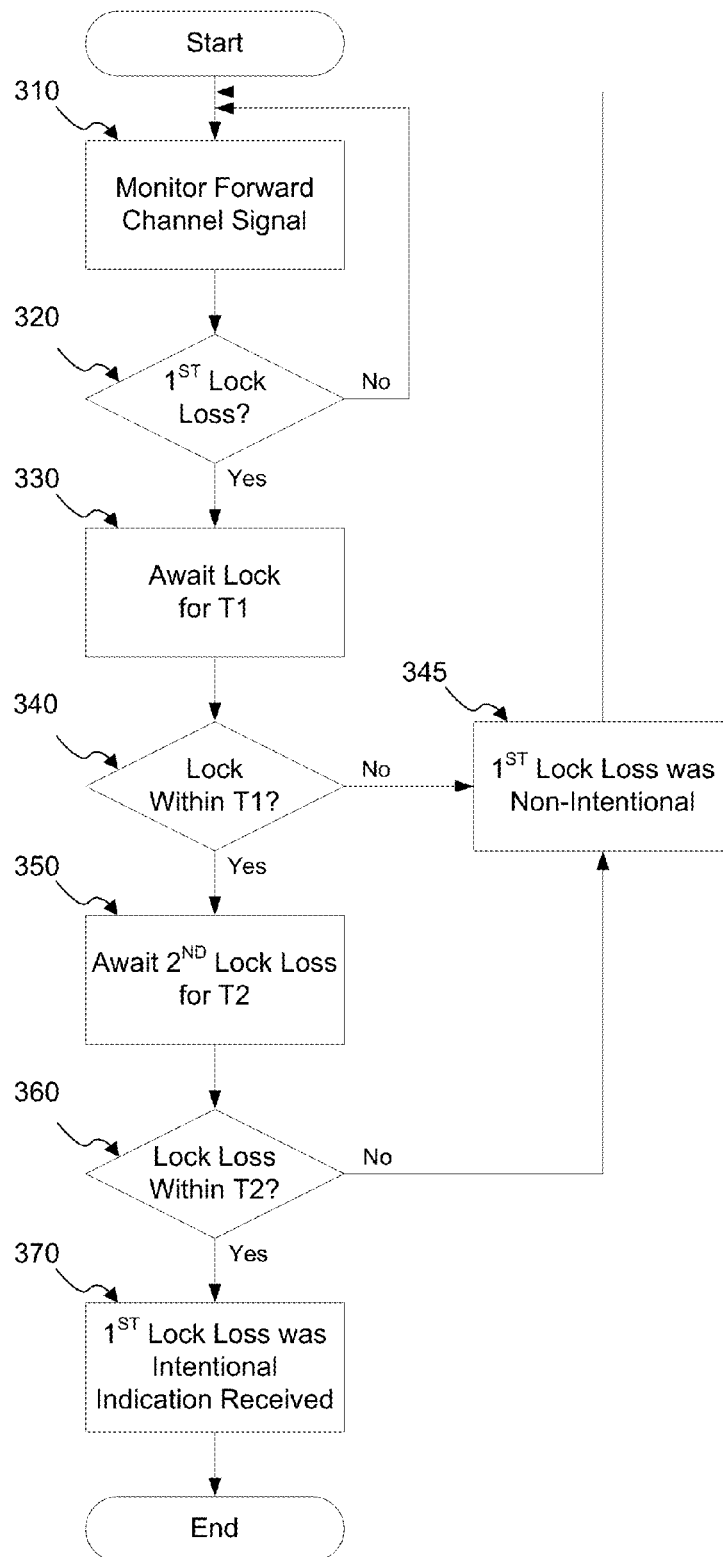 Start
310
Monitor Forward
Channel Signal
320
1ST Lock
Loss?
No
Yes
330
Await Lock
for T1
340
Lock
Within T1?
No
345
1ST Lock Loss was
Non-Intentional
Yes
350
Await 2ND Lock Loss
for T2
360
Lock Loss
Within T2?
No
Yes
370
1ST Lock Loss was
Intentional
Indication Received
End